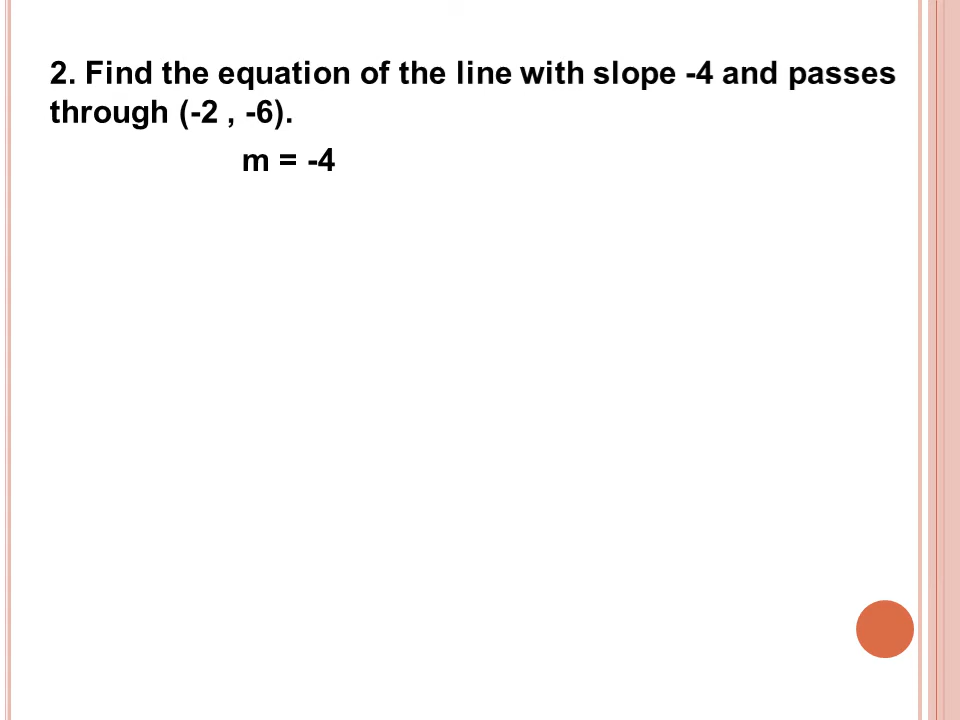 2. Find the equation of the line with slope -4 and passes
through (-2 , -6).
m = -4